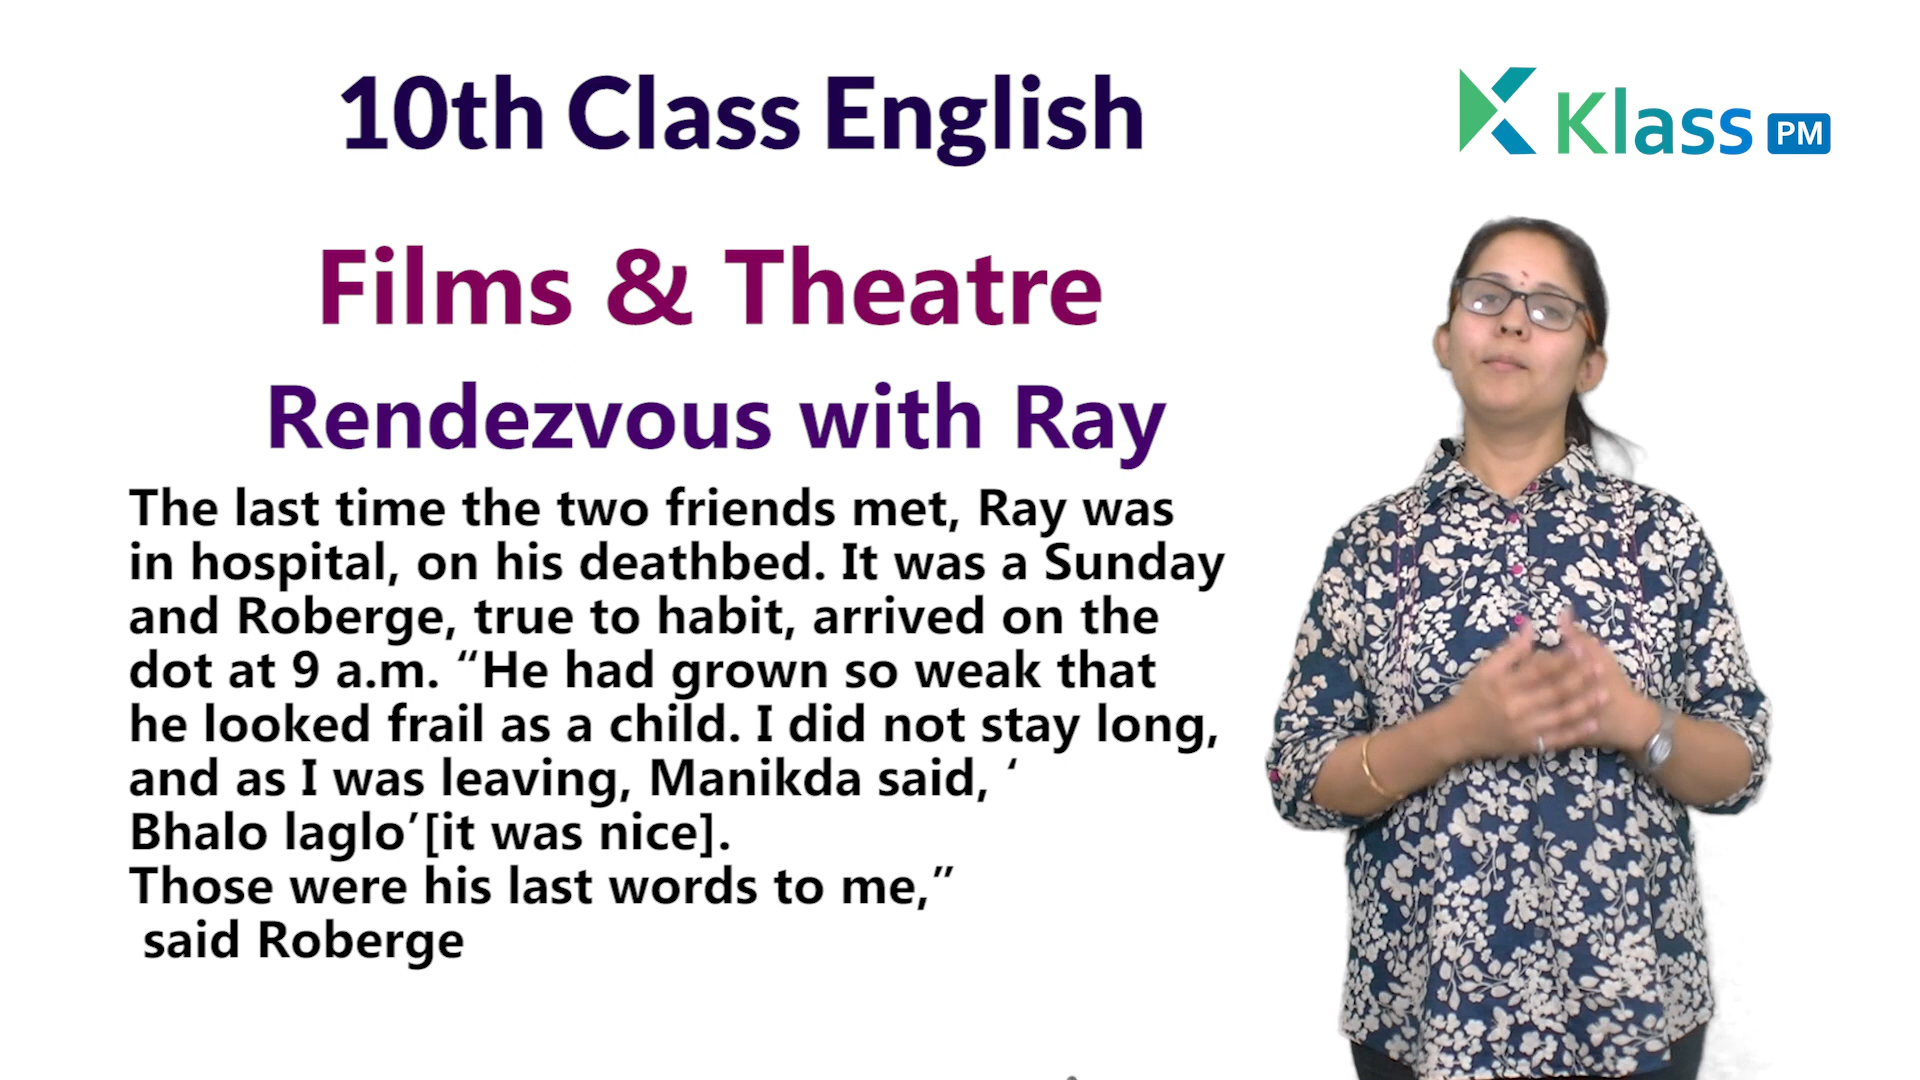 10th Class English
Klass PM
Films & Theatre
Rendezvous with Ray
The last time the two friends met, Ray was
in hospital, on his deathbed. It was a Sunday
and Roberge, true to habit, arrived on the
dot at 9 a.m. “He had grown so weak that
he looked frail as a child. I did not stay long,
and as I was leaving, Manikda said, ‘
Bhalo laglo’[it was nice].
Those were his last words to me,”
said Roberge